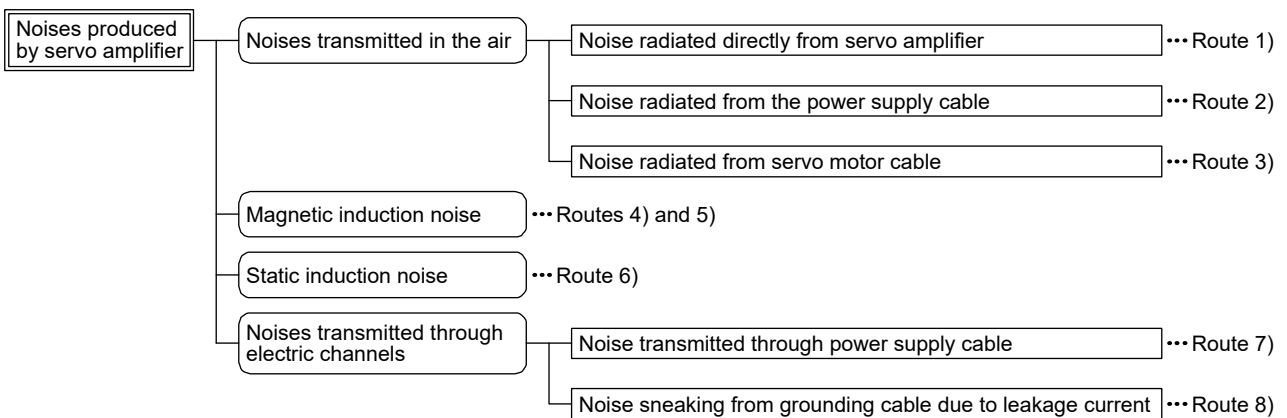 Noises produced
by servo amplifier
Noises transmitted in the air
Noise radiated directly from servo amplifier
••• Route 1)
Noise radiated from the power supply cable
••• Route 2)
Noise radiated from servo motor cable
••• Route 3)
Magnetic induction noise
••• Routes 4) and 5)
Static induction noise
••• Route 6)
Noises transmitted through
electric channels
Noise transmitted through power supply cable
••• Route 7)
Noise sneaking from grounding cable due to leakage current
••• Route 8)